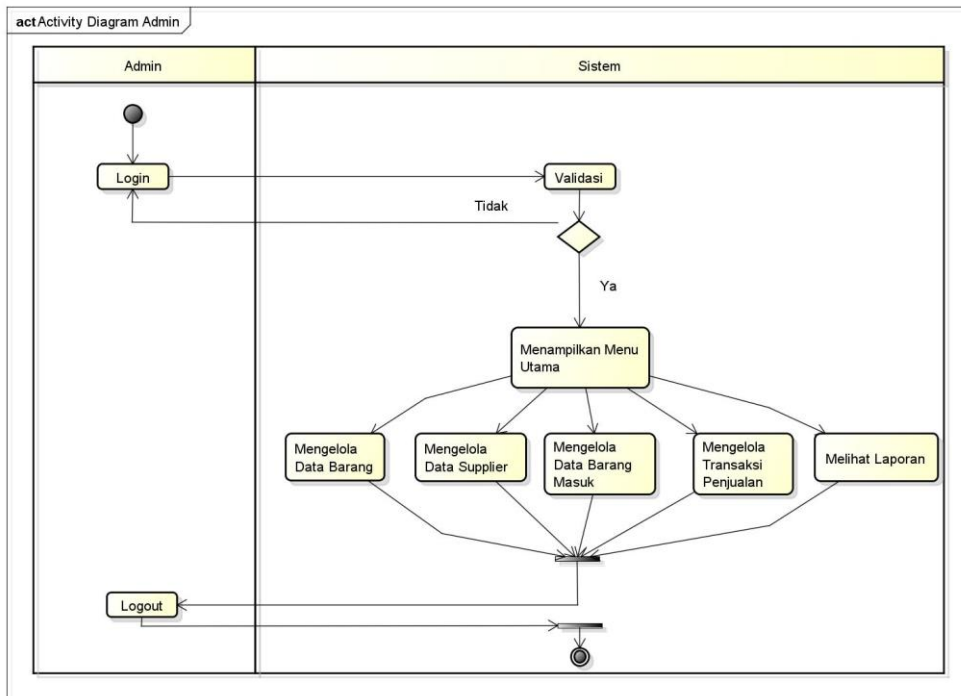 act Activity Diagram Admin
Admin
Sistem
Login
Validasi
Tidak
Ya
Menampilkan Menu
Utama
Mengelola
Data Barang
Mengelola
Data Supplier
Mengelola
Data Barang
Masuk
Mengelola
Transaksi
Penjualan
Melihat Laporan
Logout